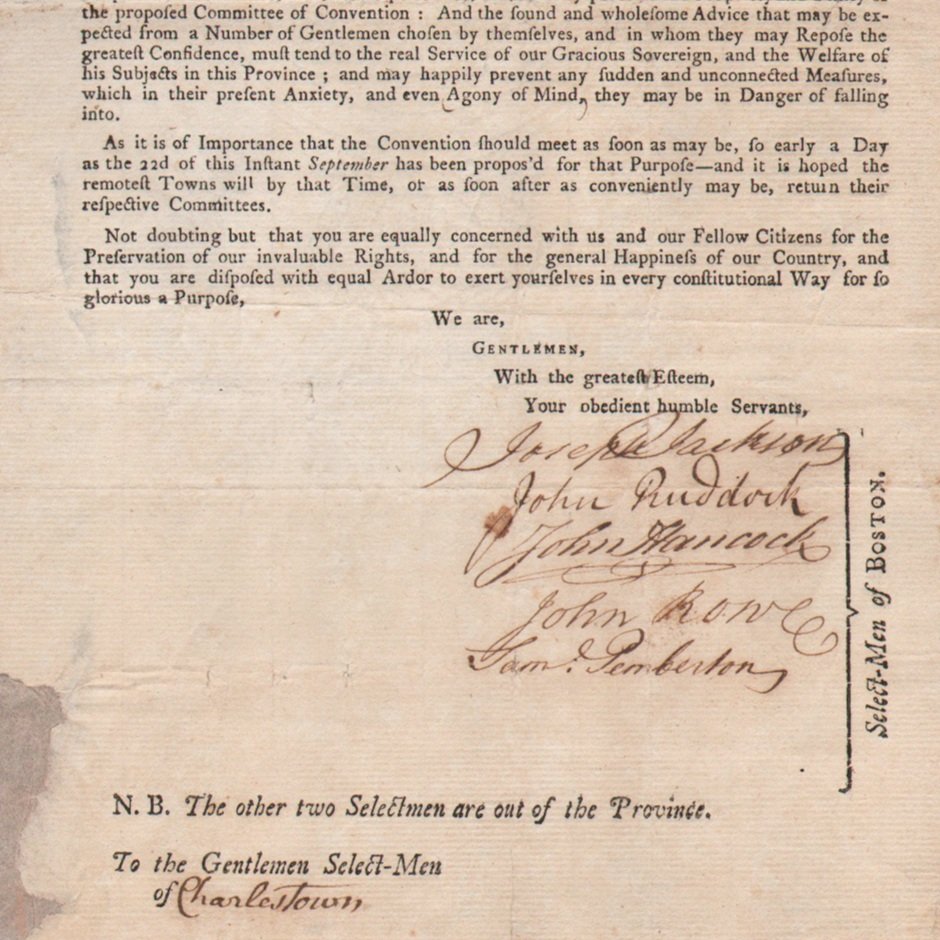 the proposed Committee of Convention : And the ſound and wholeſome Advice that may be ex-
pected from a Number of Gentlemen choſen by themſelves, and in whom they may Repoſe the
greateſt Confidence, muſt tend to the real Service of our Gracious Sovereign, and the Welfare of
his Subjects in this Province ; and may happily prevent any ſudden and unconnected Meaſures,
which in their preſent Anxiety, and even Agony of Mind, they may be in Danger of falling
into.
As it is of Importance that the Convention ſhould meet as ſoon as may be, ſo early a Day
as the 22d of this Inſtant September has been propos'd for that Purpoſe—and it is hoped the
remoteſt Towns will by that Time, or as ſoon after as conveniently may be, return their
reſpective Committees.
Not doubting but that you are equally concerned with us and our Fellow Citizens for the
Preſervation of our invaluable Rights, and for the general Happineſs of our Country, and
that you are diſpoſed with equal Ardor to exert yourſelves in every conſtitutional Way for ſo
glorious a Purpoſe,
We are,
GENTLEMEN,
With the greateſt Eſteem,
Your obedient humble Servants,
Joseph Jackson
John Ruddock
John Hancock
John Rowe
Sam.l Pemberton
Select-Men of BOSTON.
N. B. The other two Selectmen are out of the Province.
To the Gentlemen Select-Men
of Charlestown